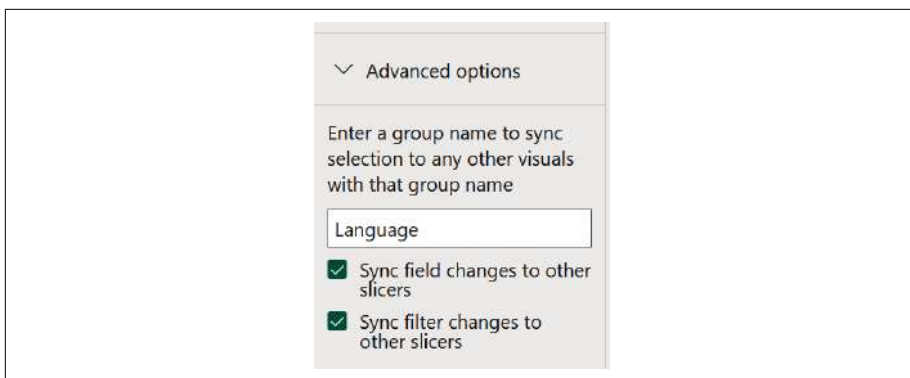 Advanced options
Enter a group name to sync
selection to any other visuals
with that group name
Language
Sync field changes to other
slicers
Sync filter changes to
other slicers